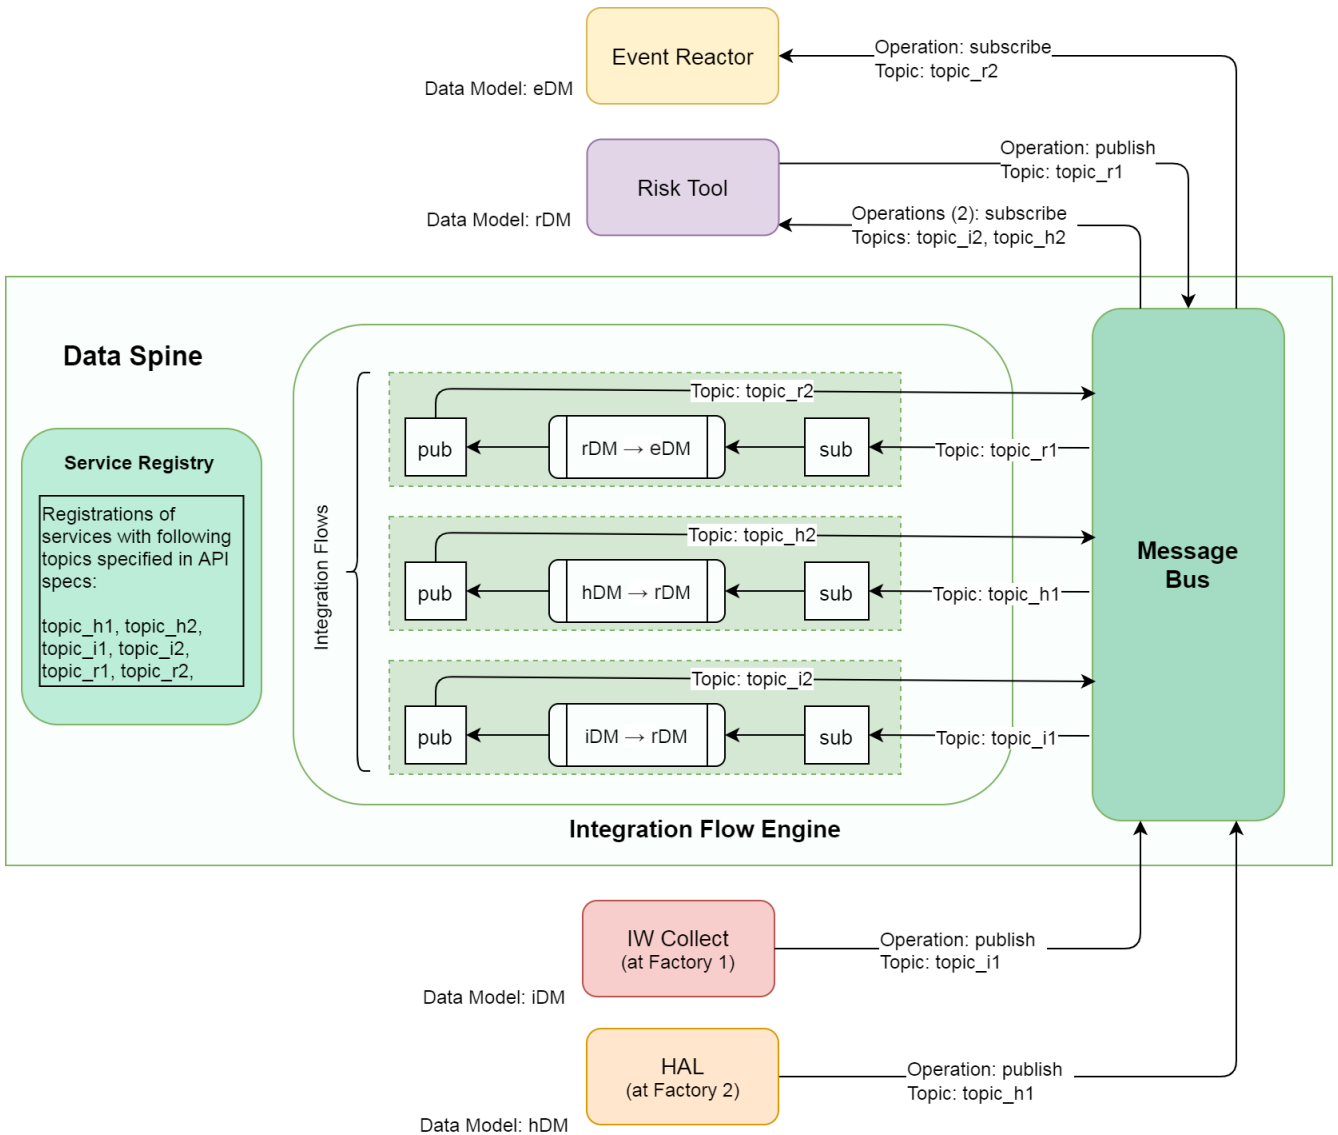 Event Reactor
Data Model: eDM
Operation: subscribe
Topic: topic_r2
Risk Tool
Data Model: rDM
Operation: publish
Topic: topic_r1
Operations (2): subscribe
Topics: topic_i2, topic_h2
Data Spine
Service Registry
Registrations of
services with following
topics specified in API
specs:
topic_h1, topic_h2,
topic_i1, topic_i2,
topic_r1, topic_r2,
Integration Flows
Topic: topic_r2
pub
rDM → eDM
sub
Topic: topic_r1
Topic: topic_h2
pub
hDM → rDM
sub
Topic: topic_h1
Topic: topic_i2
pub
iDM → rDM
sub
Topic: topic_i1
Integration Flow Engine
Message
Bus
IW Collect
(at Factory 1)
Data Model: iDM
Operation: publish
Topic: topic_i1
HAL
(at Factory 2)
Data Model: hDM
Operation: publish
Topic: topic_h1